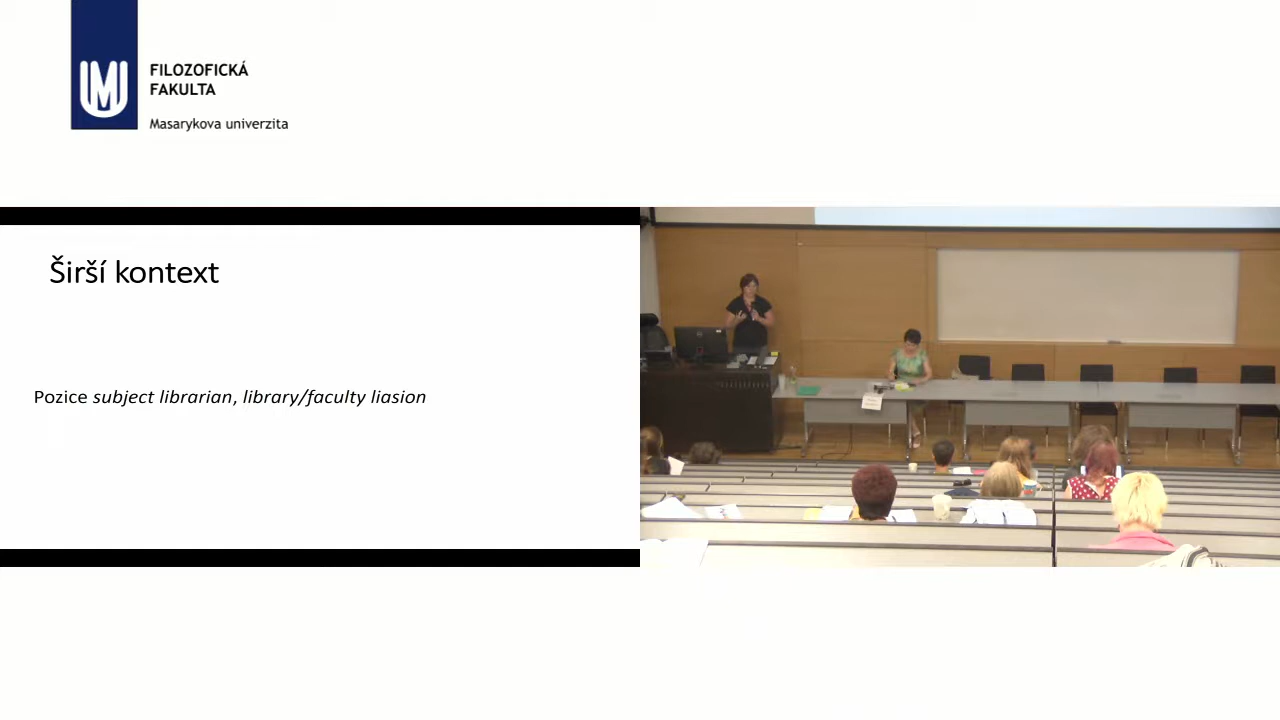 FILOZOFICKÁ
FAKULTA
Masarykova univerzita
Širší kontext
Pozice subject librarian, library/faculty liasion